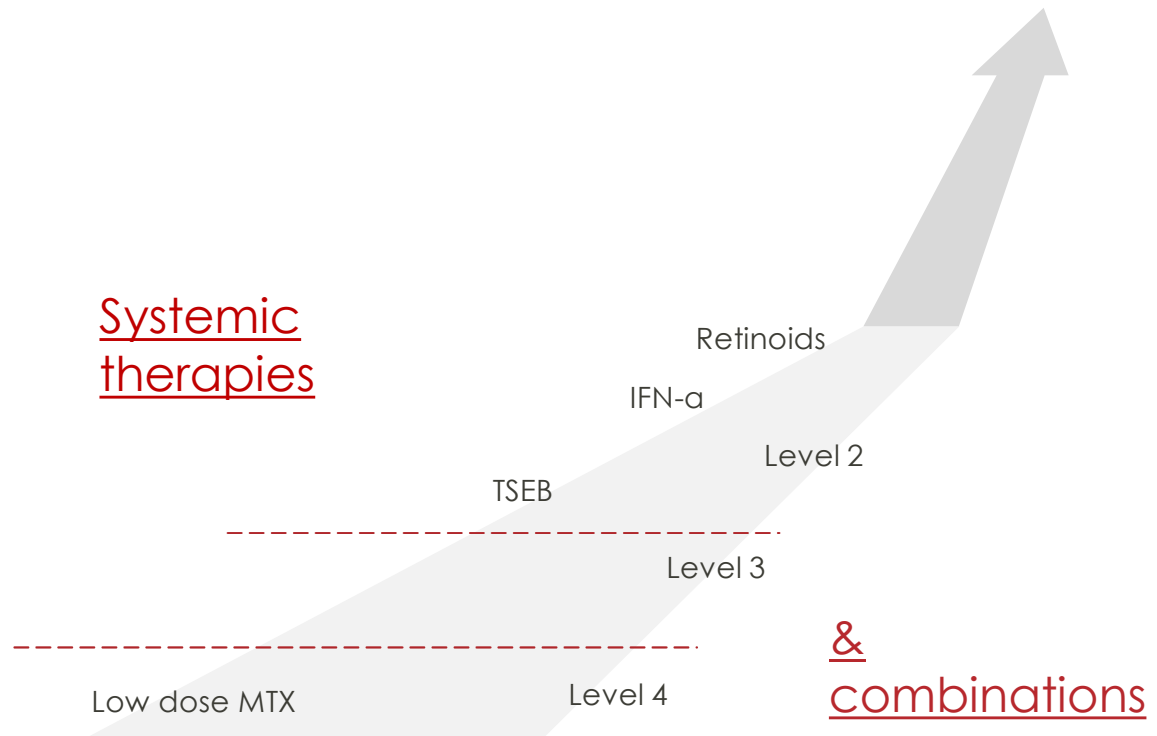 Systemic
therapies
Retinoids
IFN-α
Level 2
TSEB
Level 3
&
combinations
Low dose MTX
Level 4